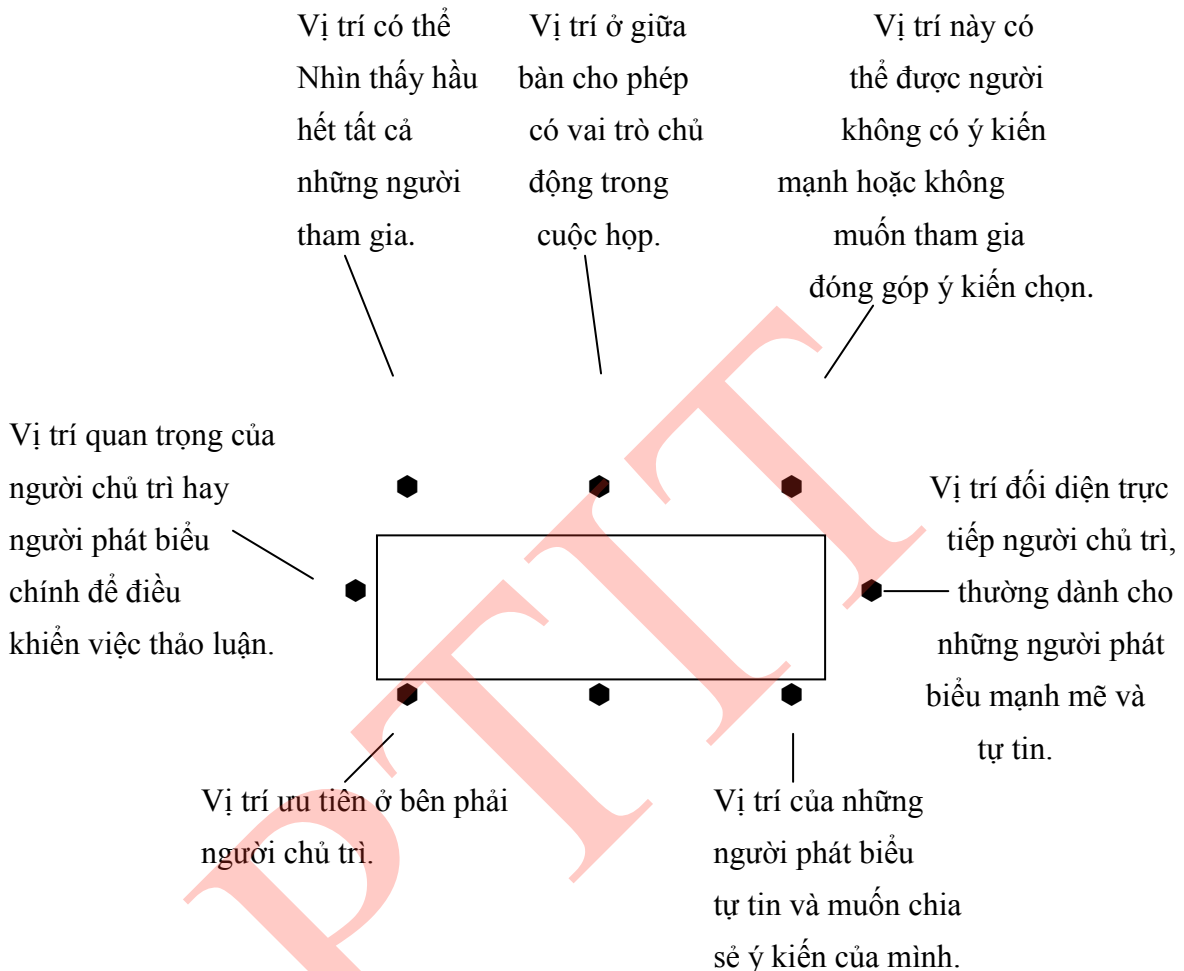 Vị trí có thể
Nhìn thấy hầu
hết tất cả
những người
tham gia.
Vị trí ở giữa
bàn cho phép
có vai trò chủ
động trong
cuộc họp.
Vị trí này có
thể được người
không có ý kiến
mạnh hoặc không
muốn tham gia
đóng góp ý kiến chọn.
Vị trí quan trọng của
người chủ trì hay
người phát biểu
chính để điều
khiển việc thảo luận.
Vị trí đối diện trực
tiếp người chủ trì,
thường dành cho
những người phát
biểu mạnh mẽ và
tự tin.
Vị trí ưu tiên ở bên phải
người chủ trì.
Vị trí của những
người phát biểu
tự tin và muốn chia
sẻ ý kiến của mình.
PTIT